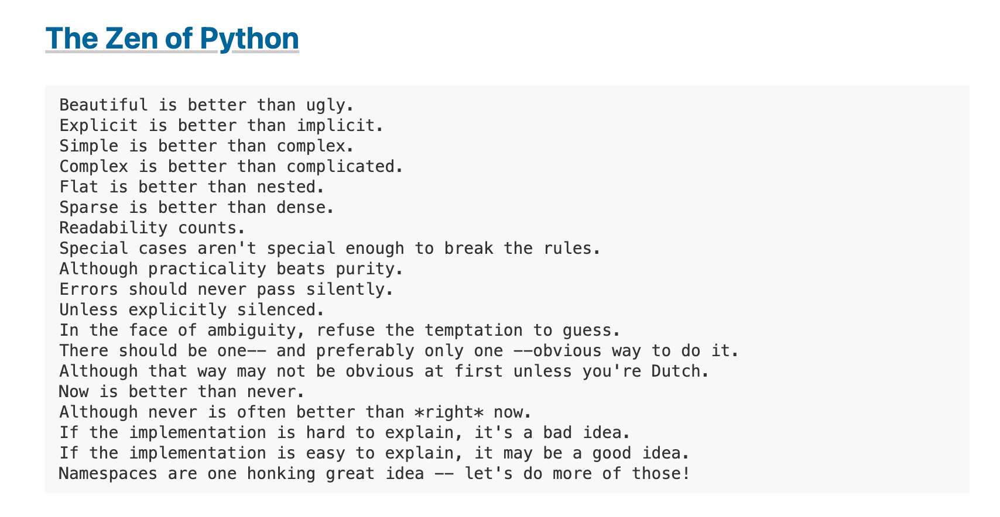 The Zen of Python
Beautiful is better than ugly.
Explicit is better than implicit.
Simple is better than complex.
Complex is better than complicated.
Flat is better than nested.
Sparse is better than dense.
Readability counts.
Special cases aren't special enough to break the rules.
Although practicality beats purity.
Errors should never pass silently.
Unless explicitly silenced.
In the face of ambiguity, refuse the temptation to guess.
There should be one-- and preferably only one --obvious way to do it.
Although that way may not be obvious at first unless you're Dutch.
Now is better than never.
Although never is often better than *right* now.
If the implementation is hard to explain, it's a bad idea.
If the implementation is easy to explain, it may be a good idea.
Namespaces are one honking great idea -- let's do more of those!